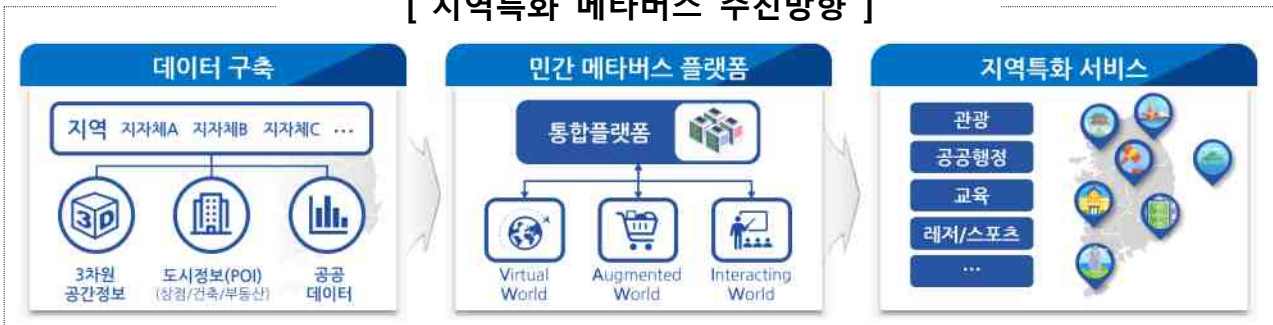 [ 지역특화 메타버스 추진방향 ]
데이터 구축
지역 지자체A 지자체B 지자체C ...
3D
3차원
공간정보
도시정보(POI)
(상점/건축/부동산)
공공
데이터
민간 메타버스 플랫폼
통합플랫폼
Virtual
World
Augmented
World
Interacting
World
지역특화 서비스
관광
공공행정
교육
레저/스포츠
...